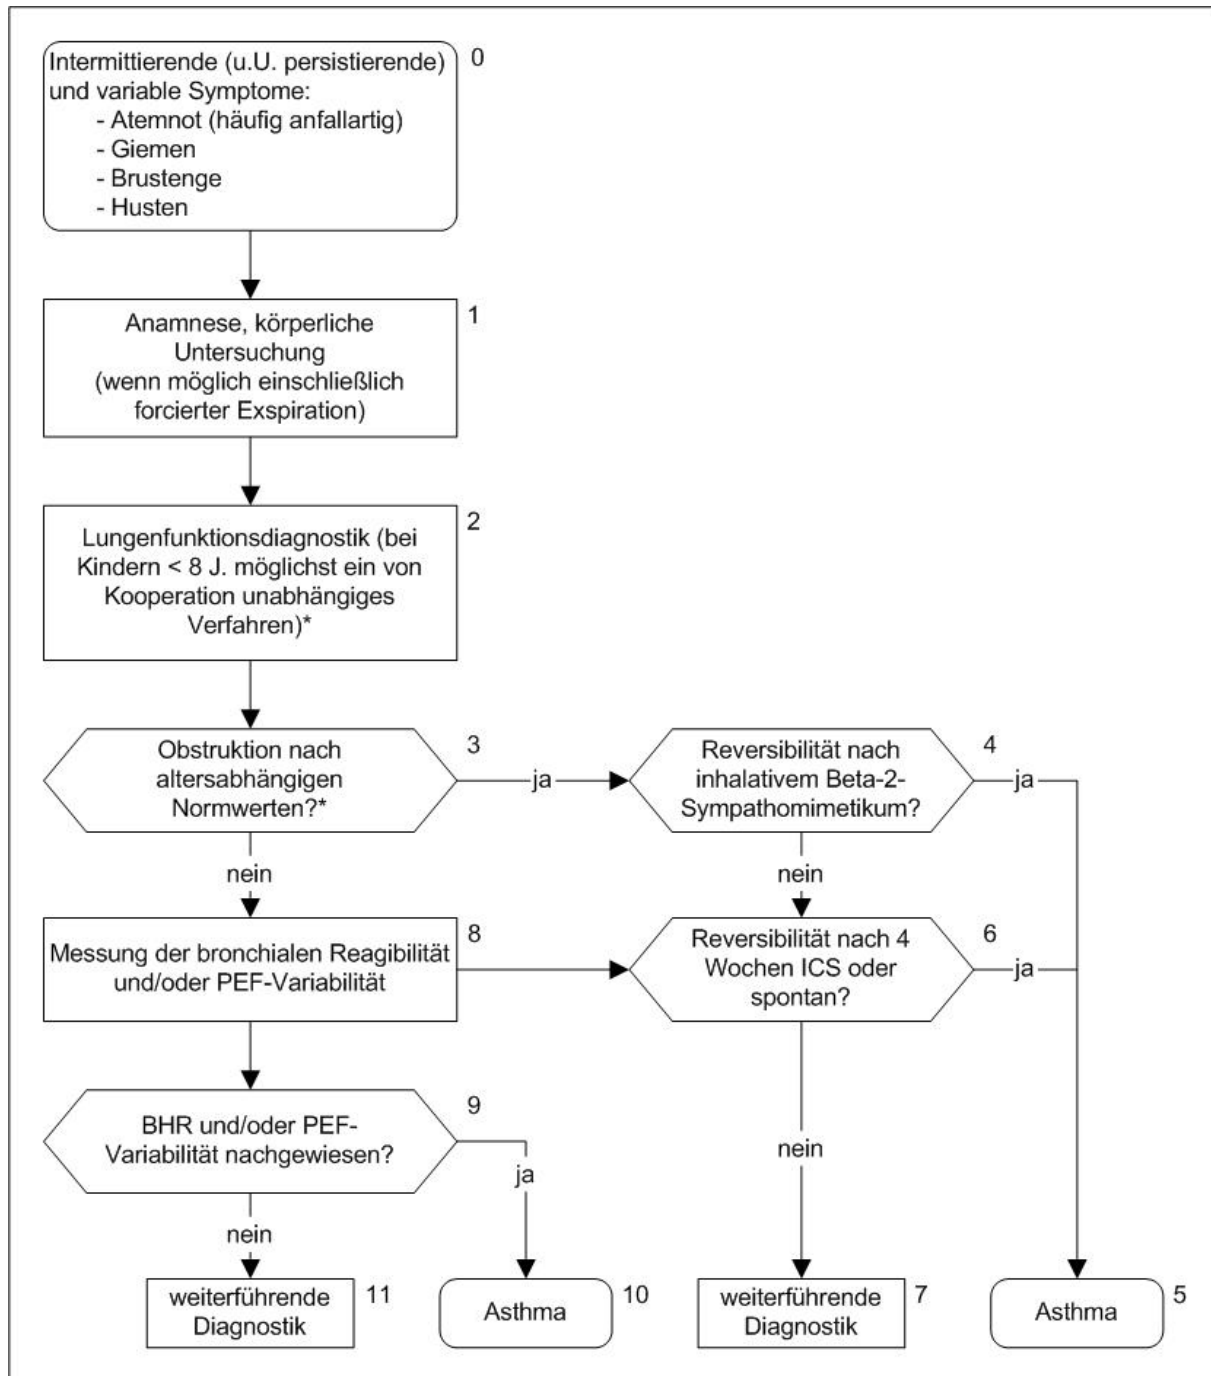 Intermittierende (u.U. persistierende)
und variable Symptome:
- Atemnot (häufig anfallartig)
- Giemen
- Brustenge
- Husten
0
Anamnese, körperliche
Untersuchung
(wenn möglich einschließlich
forcierter Exspiration)
1
Lungenfunktionsdiagnostik (bei
Kindern < 8 J. möglichst ein von
Kooperation unabhängiges
Verfahren)*
2
Obstruktion nach
altersabhängigen
Normwerten?*
3
ja
Reversibilität nach
inhalativem Beta-2-
Sympathomimetikum?
4
ja
nein
nein
Messung der bronchialen Reagibilität
und/oder PEF-Variabilität
8
Reversibilität nach 4
Wochen ICS oder
spontan?
6
ja
BHR und/oder PEF-
Variabilität nachgewiesen?
9
ja
nein
nein
weiterführende
Diagnostik
11
Asthma
10
weiterführende
Diagnostik
7
Asthma
5